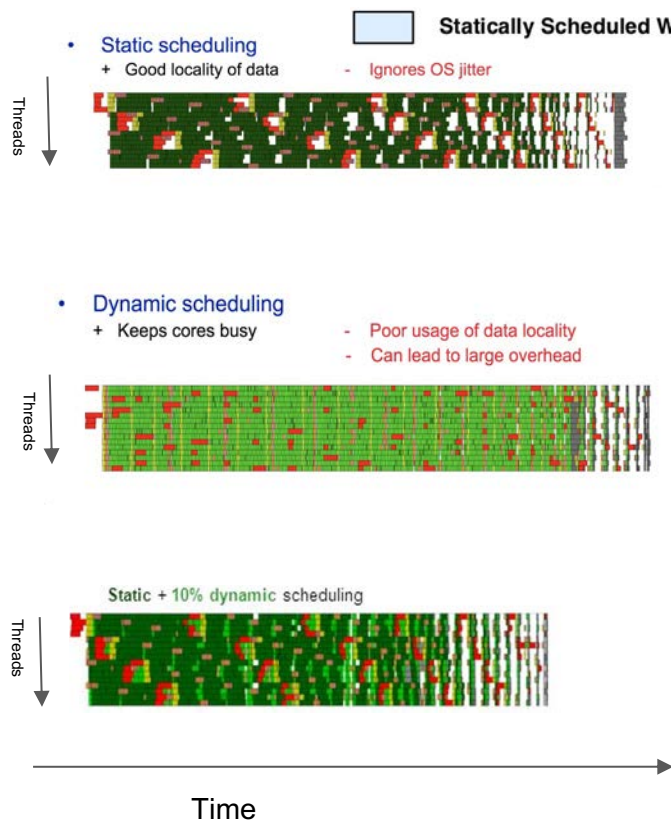 Statically Scheduled W
• Static scheduling
+ Good locality of data - Ignores OS jitter
Threads
• Dynamic scheduling
+ Keeps cores busy - Poor usage of data locality
- Can lead to large overhead
Threads
Static + 10% dynamic scheduling
Threads
Time